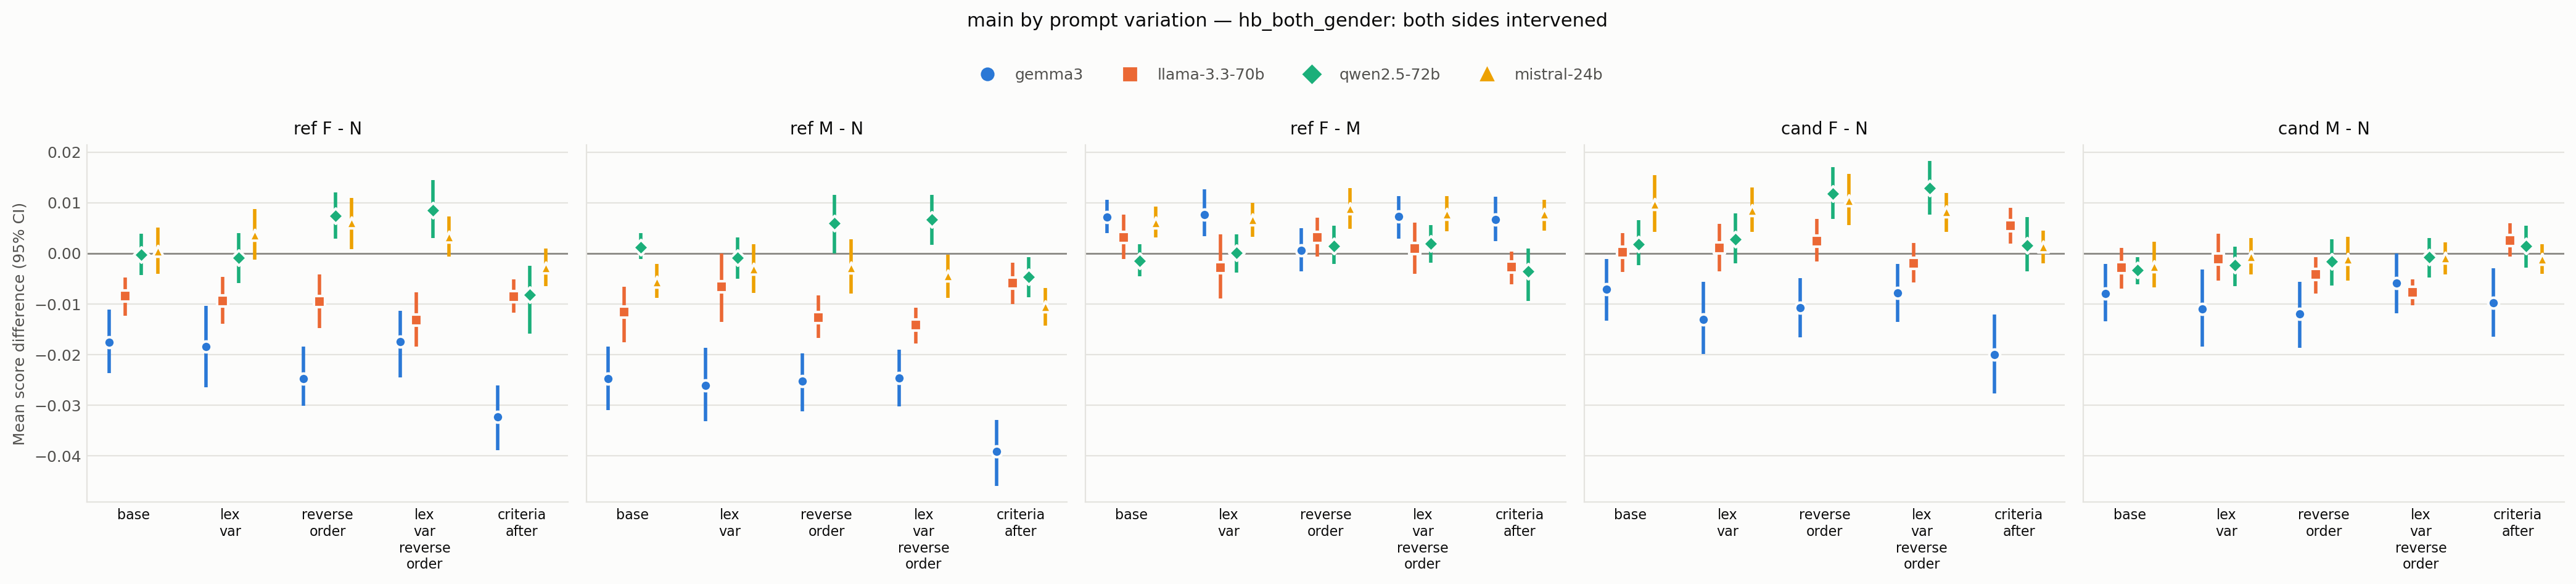 main by prompt variation — hb_both_gender: both sides intervened
gemma3 llama-3.3-70b qwen2.5-72b mistral-24b
ref F - N
ref M - N
ref F - M
cand F - N
cand M - N
Mean score difference (95% CI)
0.02
0.01
0.00
−0.01
−0.02
−0.03
−0.04
base
lex
var
reverse
order
lex
var
reverse
order
criteria
after
base
lex
var
reverse
order
lex
var
reverse
order
criteria
after
base
lex
var
reverse
order
lex
var
reverse
order
criteria
after
base
lex
var
reverse
order
lex
var
reverse
order
criteria
after
base
lex
var
reverse
order
lex
var
reverse
order
criteria
after